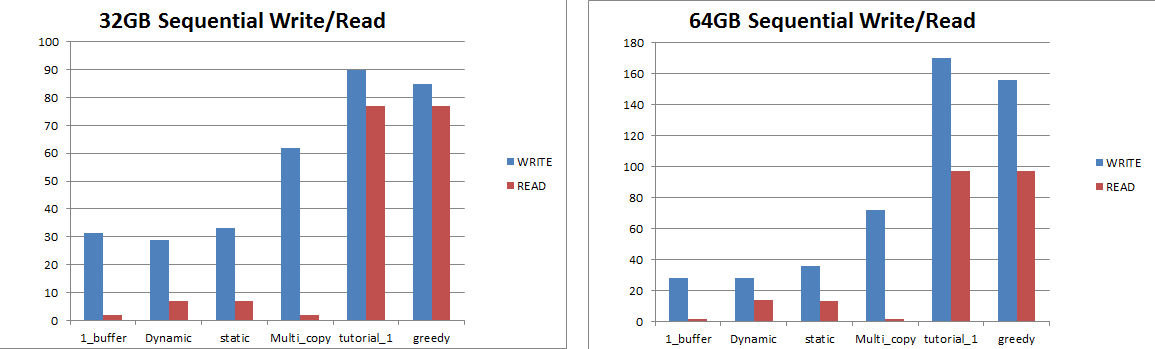 32GB Sequential Write/Read
100
90
80
70
60
50
40
30
20
10
0
1_buffer Dynamic static Multi_copy tutorial_1 greedy
WRITE
READ
64GB Sequential Write/Read
180
160
140
120
100
80
60
40
20
0
1_buffer Dynamic static Multi_copy tutorial_1 greedy
WRITE
READ